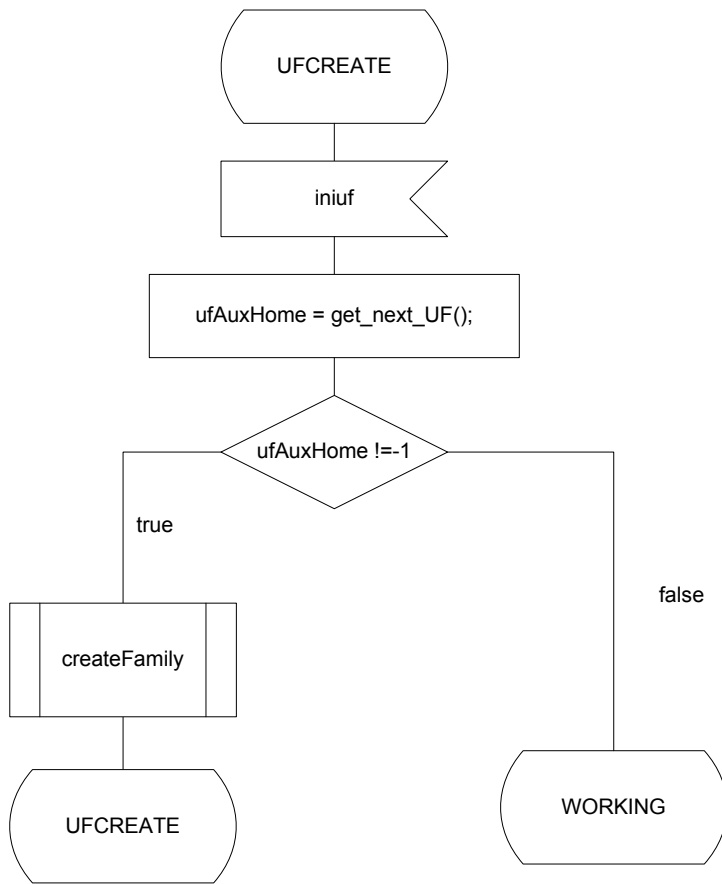 UFCREATE
iniuf
ufAuxHome = get_next_UF();
ufAuxHome !=-1
true
false
createFamily
UFCREATE
WORKING